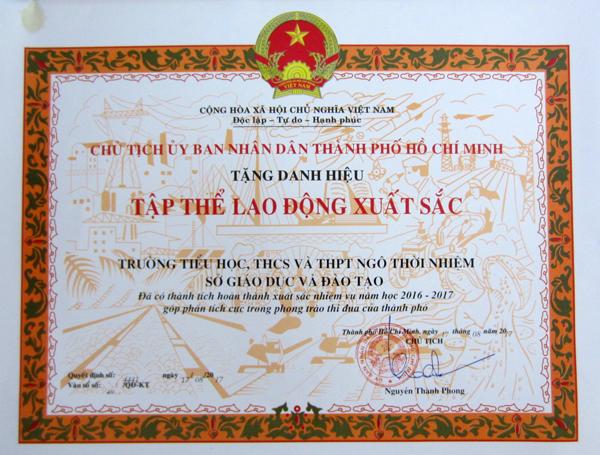 VIỆT NAM
CỘNG HÒA XÃ HỘI CHỦ NGHĨA VIỆT NAM
Độc lập - Tự do - Hạnh phúc
CHỦ TỊCH ỦY BAN NHÂN DÂN THÀNH PHỐ HỒ CHÍ MINH
TẶNG DANH HIỆU
TẬP THỂ LAO ĐỘNG XUẤT SẮC
TRƯỜNG TIỂU HỌC, THCS VÀ THPT NGÔ THỜI NHIỆM
SỞ GIÁO DỤC VÀ ĐÀO TẠO
Đã có thành tích hoàn thành xuất sắc nhiệm vụ năm học 2016 - 2017
góp phần tích cực trong phong trào thi đua của thành phố
Thành phố Hồ Chí Minh, ngày tháng 08 năm 2017
CHỦ TỊCH
Quyết định số: /QĐ-KT ngày /20
Vào sổ số:
Nguyễn Thành Phong